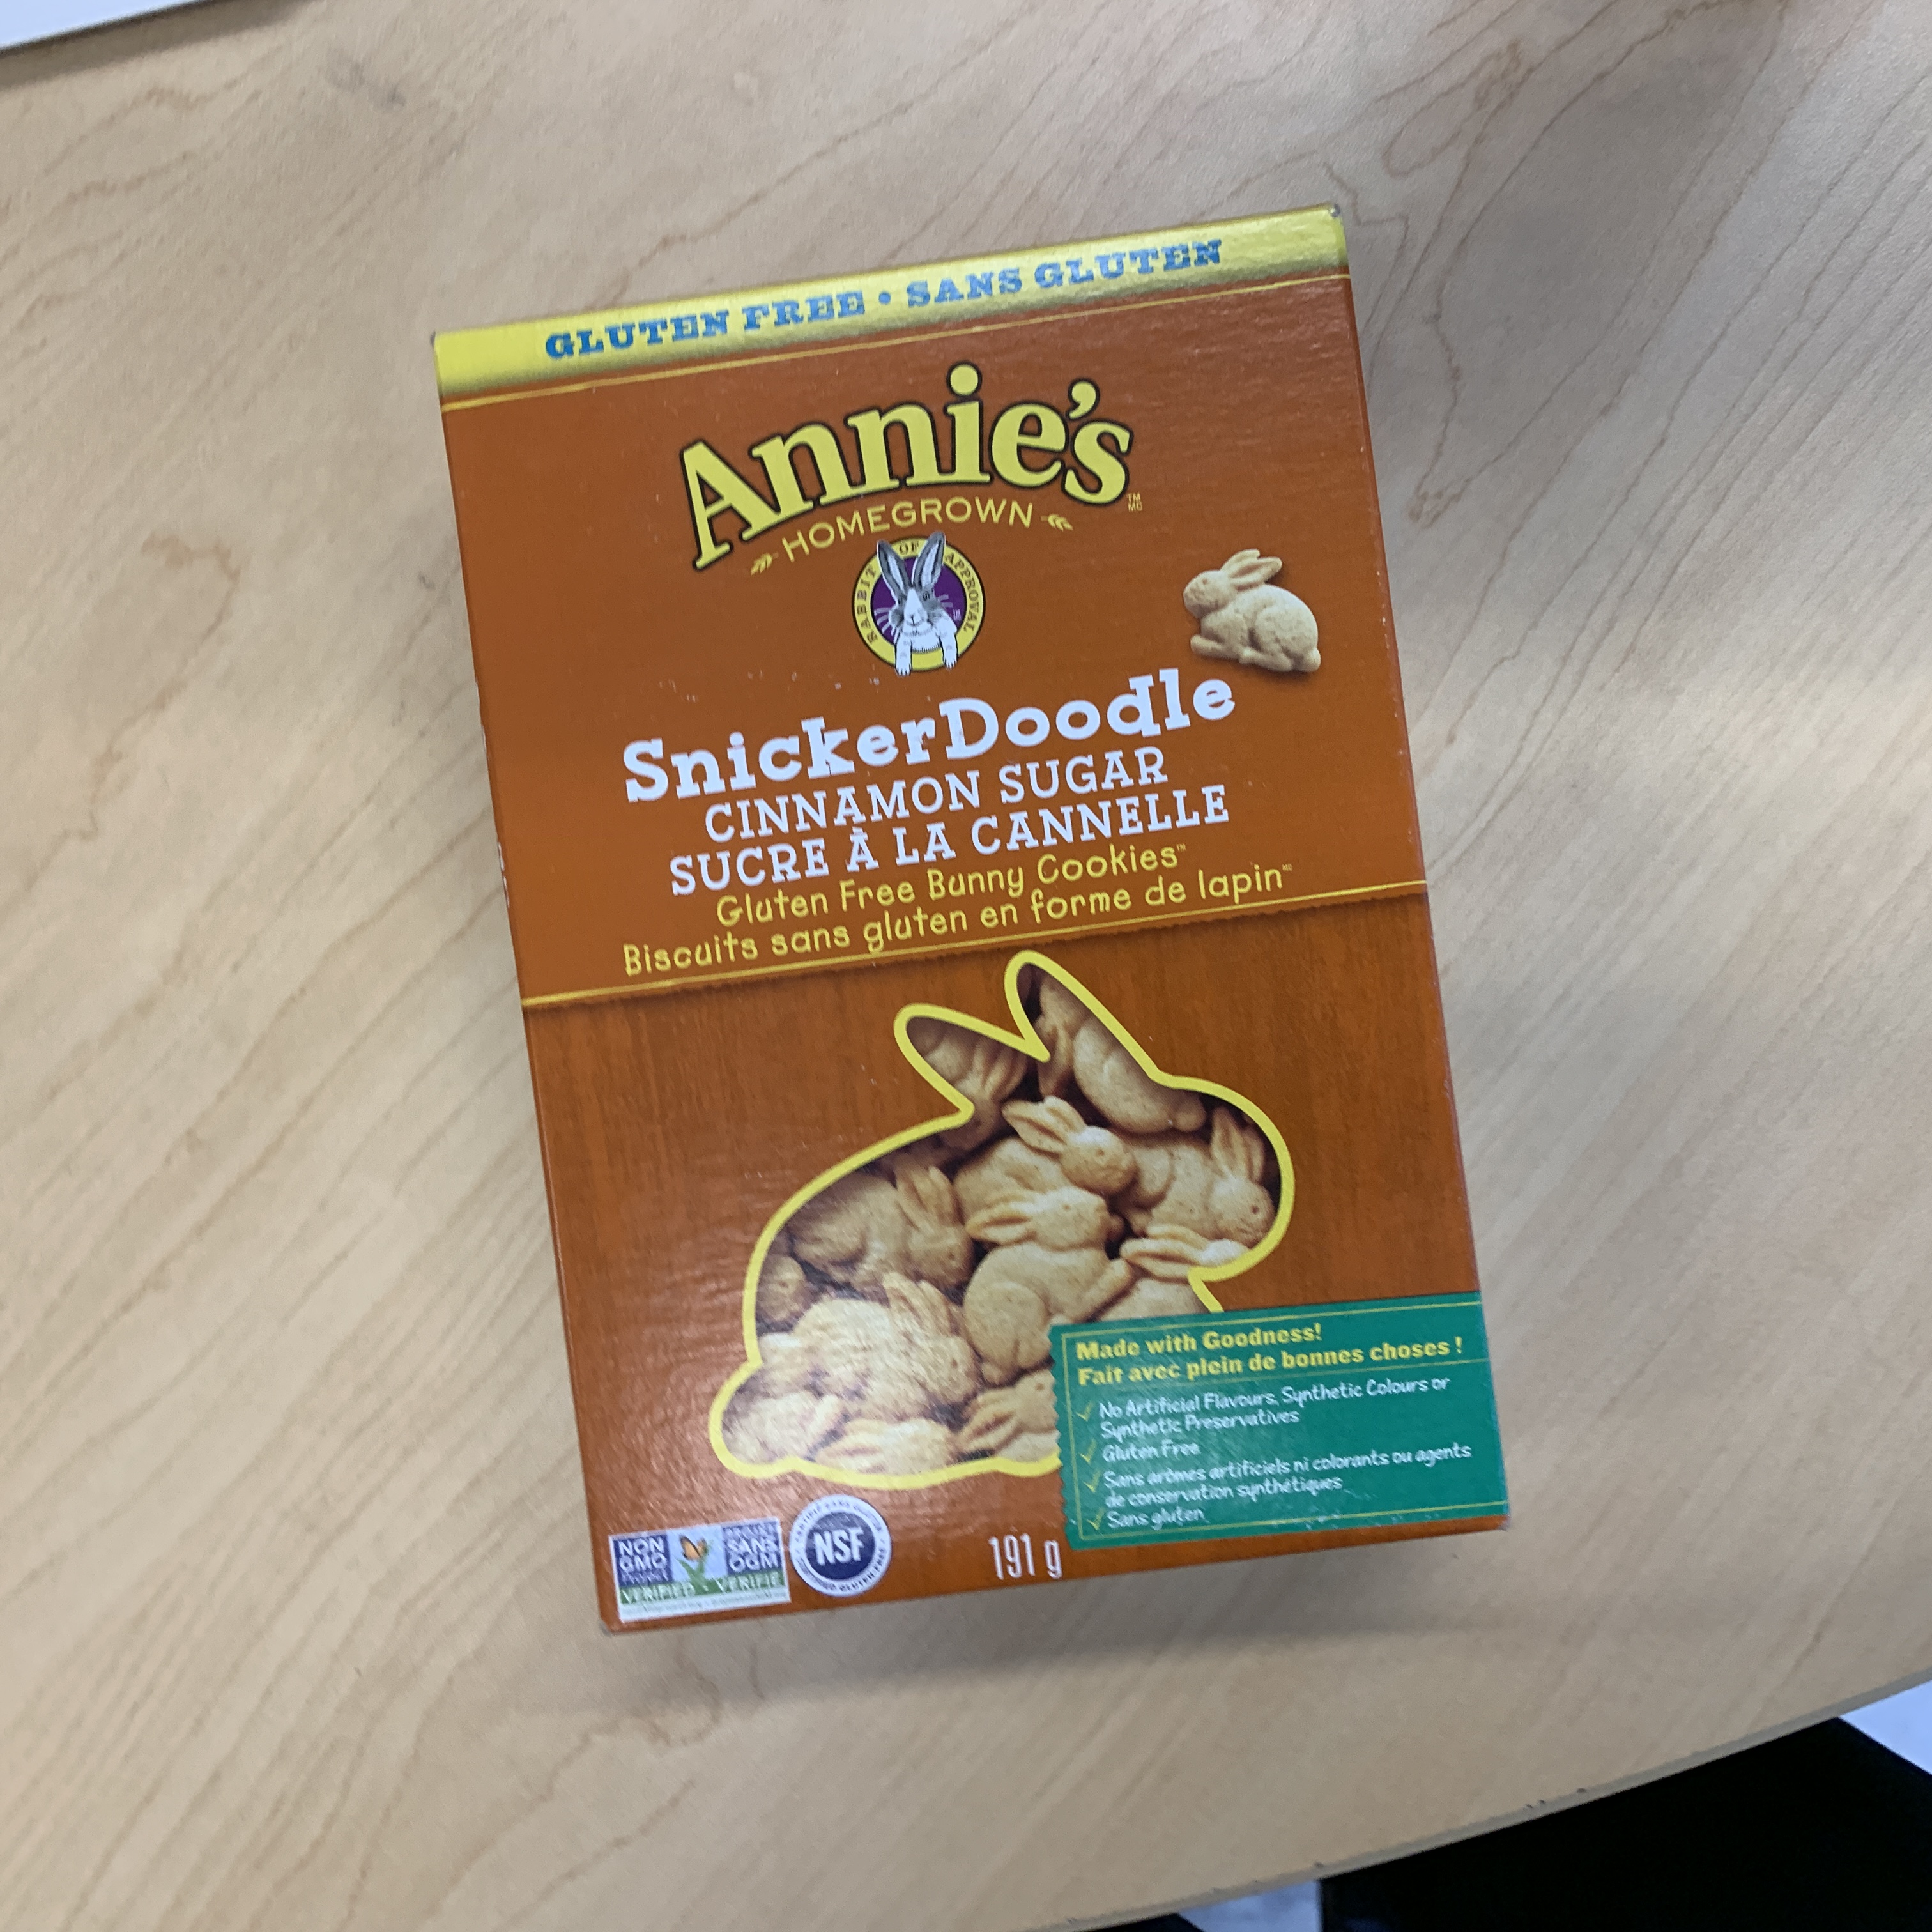 GLUTEN FREE • SANS GLUTEN
Annie's™
MC
HOMEGROWN
RABBIT OF APPROVAL
SnickerDoodle
CINNAMON SUGAR
SUCRE À LA CANNELLE
Gluten Free Bunny Cookies™
Biscuits sans gluten en forme de lapin
Made with Goodness!
Fait avec plein de bonnes choses !
✓ No Artificial Flavours, Synthetic Colours or
Synthetic Preservatives
✓ Gluten Free
✓ Sans arômes artificiels ni colorants ou agents
de conservation synthétiques
✓ Sans gluten
NON
GMO
VERIFIED
SANS
OGM
VÉRIFIÉ
NSF
191 g